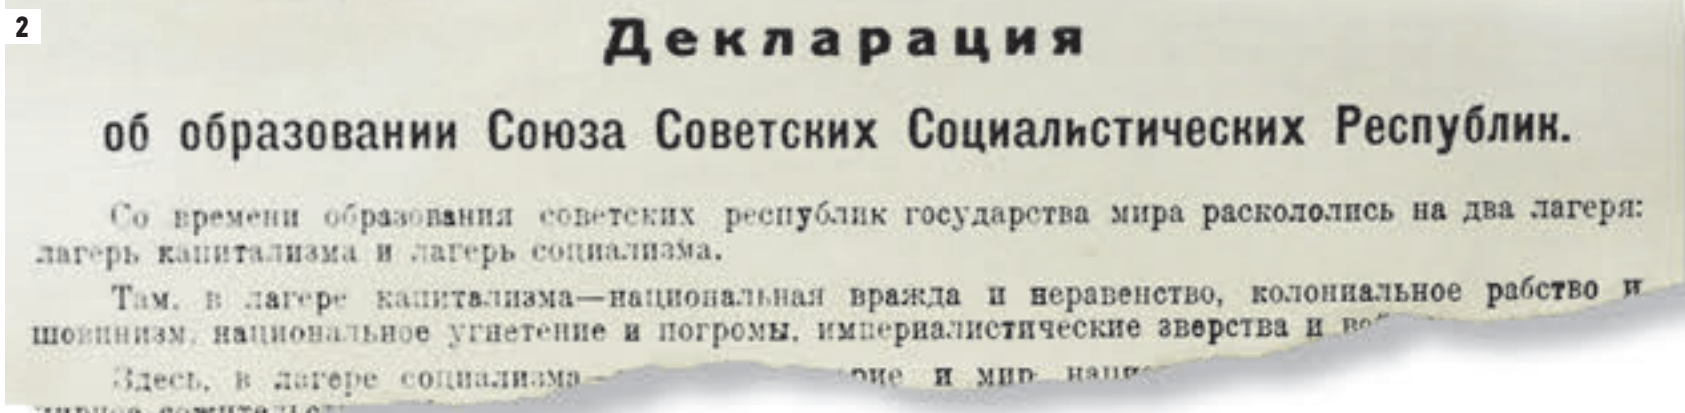 2
Декларация
об образовании Союза Советских Социалистических Республик.
Со времени образования советских республик государства мира раскололись на два лагеря:
лагерь капитализма и лагерь социализма.
Там, в лагере капитализма—национальная вражда и неравенство, колониальное рабство и
шовинизм, национальное угнетение и погромы, империалистические зверства и
Здесь, в лагере социализма— и мир